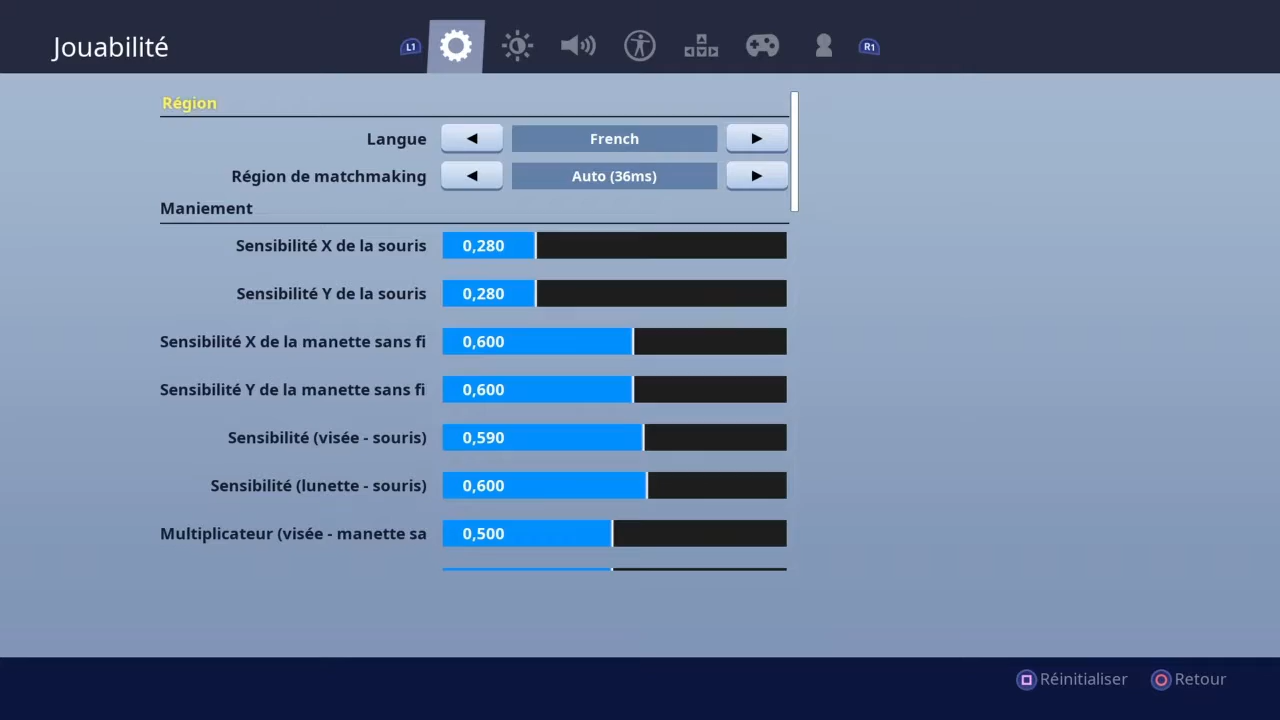 Jouabilité
L1
R1
Région
Langue
French
Région de matchmaking
Auto (36ms)
Maniement
Sensibilité X de la souris
0,280
Sensibilité Y de la souris
0,280
Sensibilité X de la manette sans fi
0,600
Sensibilité Y de la manette sans fi
0,600
Sensibilité (visée - souris)
0,590
Sensibilité (lunette - souris)
0,600
Multiplicateur (visée - manette sa
0,500
Réinitialiser
Retour